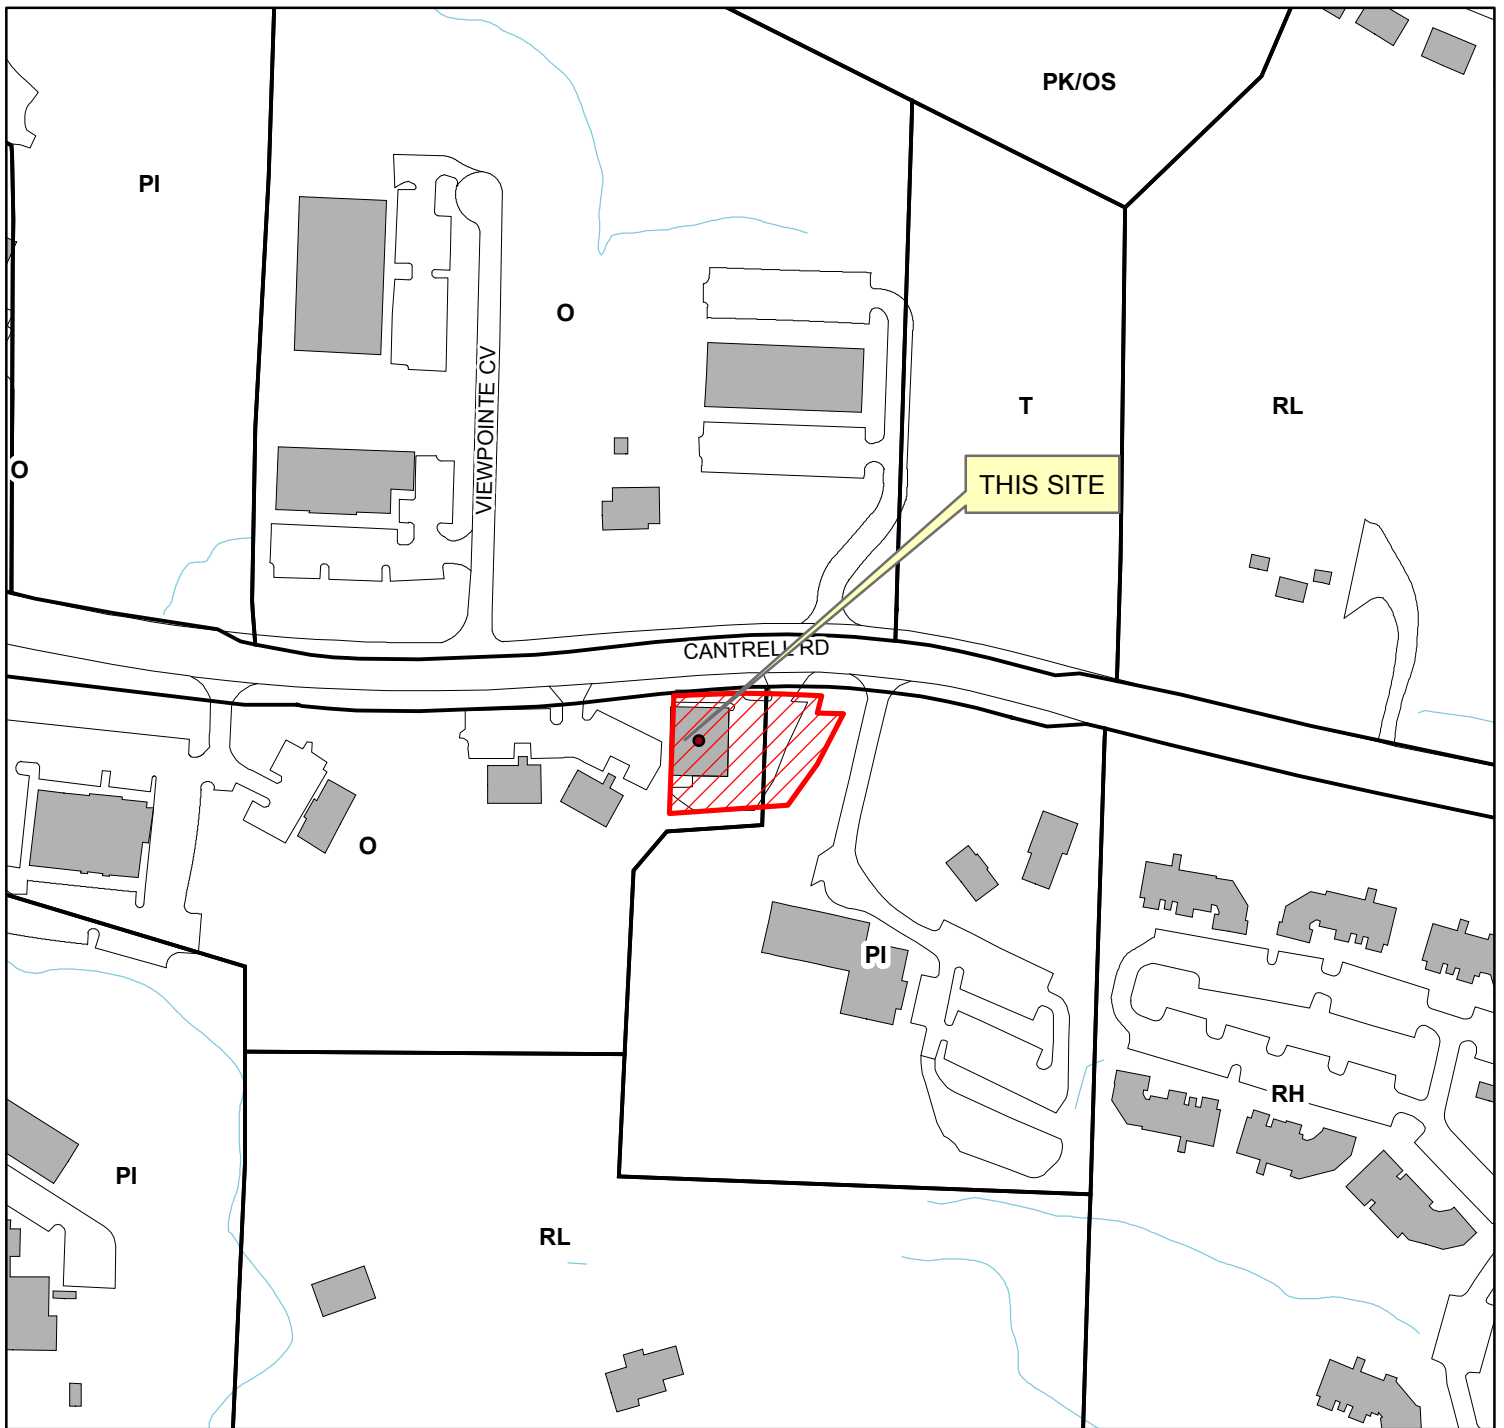 PK/OS
PI
O
T
RL
VIEWPOINTE CV
O
THIS SITE
CANTRELL RD
O
PI
RH
PI
RL